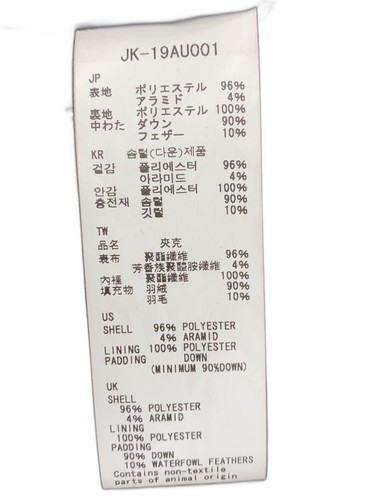 JK-19AU001
JP
表地 ポリエステル 96%
アラミド 4%
裏地 ポリエステル 100%
中わた ダウン 90%
フェザー 10%
KR 솜털(다운)제품
겉감 폴리에스터 96%
아라미드 4%
안감 폴리에스터 100%
충전재 솜털 90%
깃털 10%
TW
品名 夾克
表布 聚酯纖維 96%
芳香族聚醯胺纖維 4%
內裡 聚酯纖維 100%
填充物 羽絨 90%
羽毛 10%
US
SHELL 96% POLYESTER
4% ARAMID
LINING 100% POLYESTER
PADDING DOWN
(MINIMUM 90%DOWN)
UK
SHELL
96% POLYESTER
4% ARAMID
LINING
100% POLYESTER
PADDING
90% DOWN
10% WATERFOWL FEATHERS
Contains non-textile
parts of animal origin